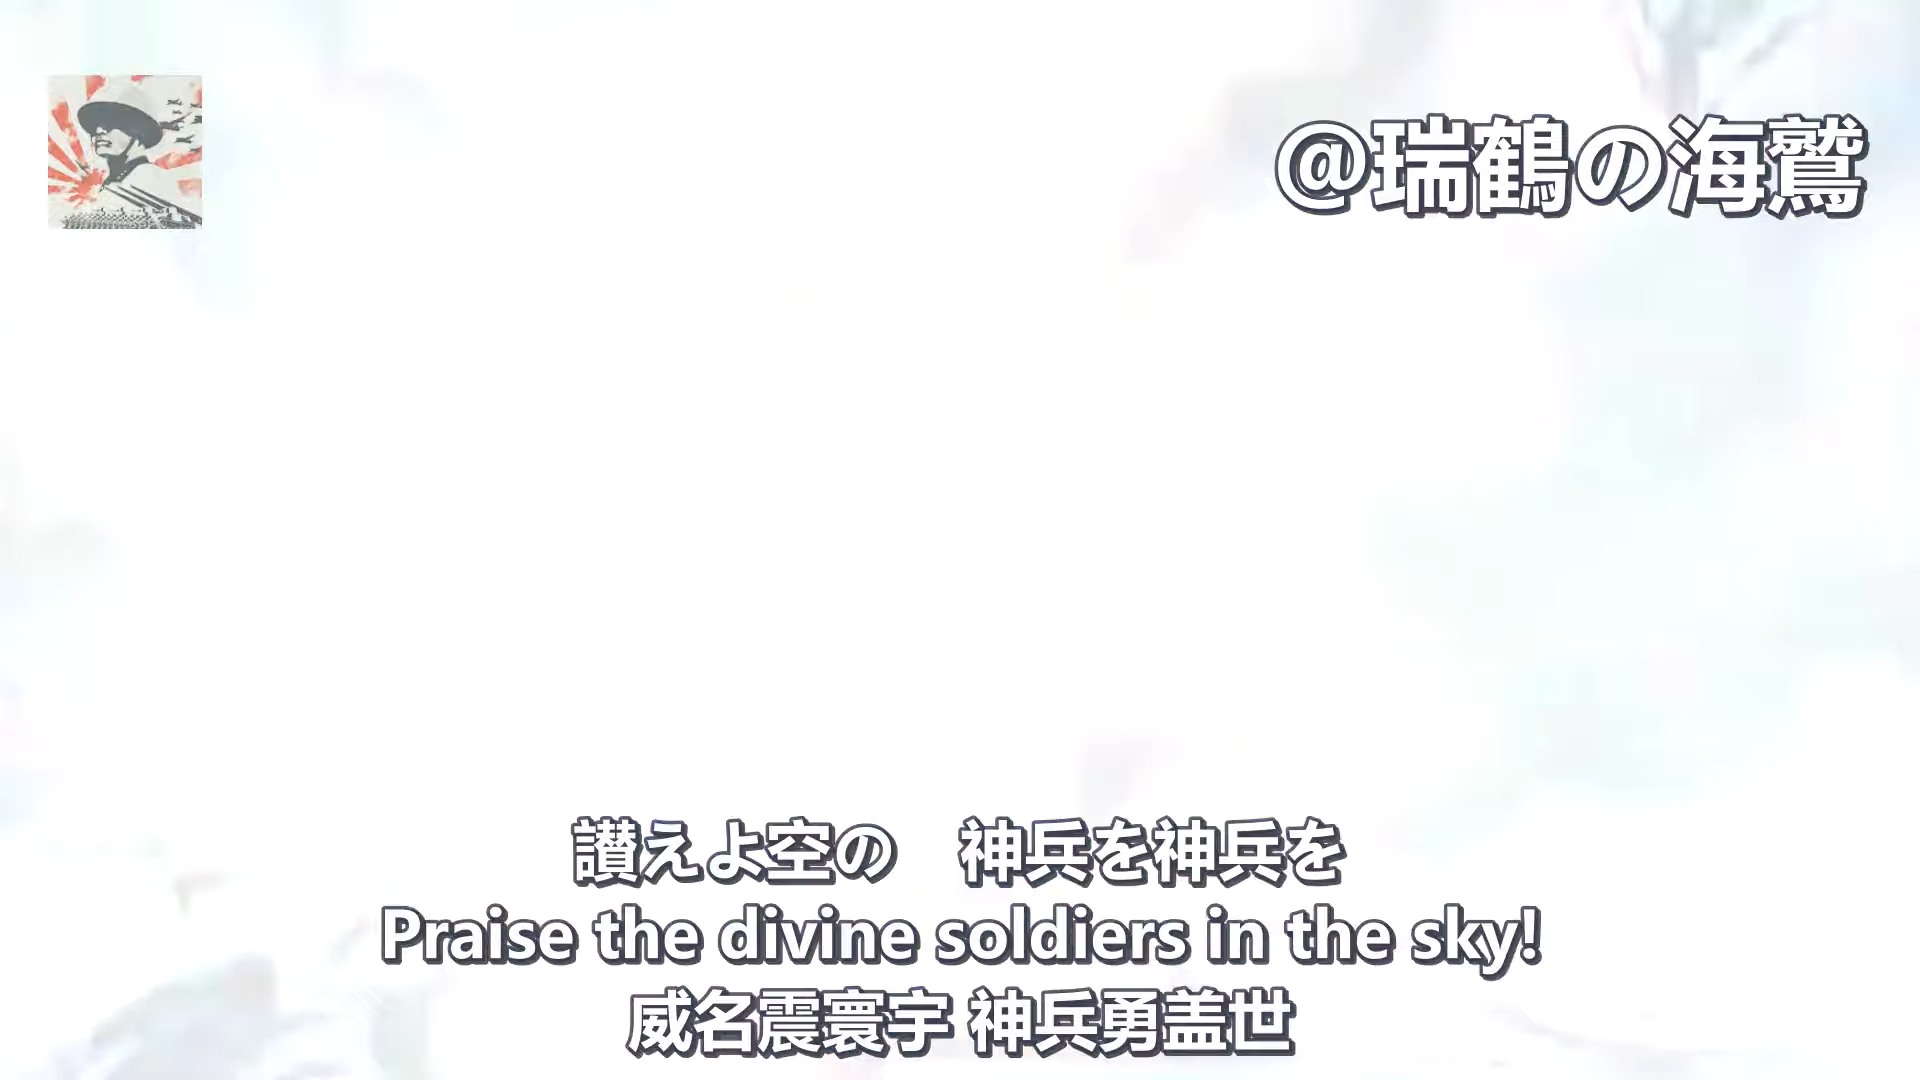 @瑞鶴の海鷲
讃えよ空の　神兵を神兵を
Praise the divine soldiers in the sky!
威名震寰宇 神兵勇盖世